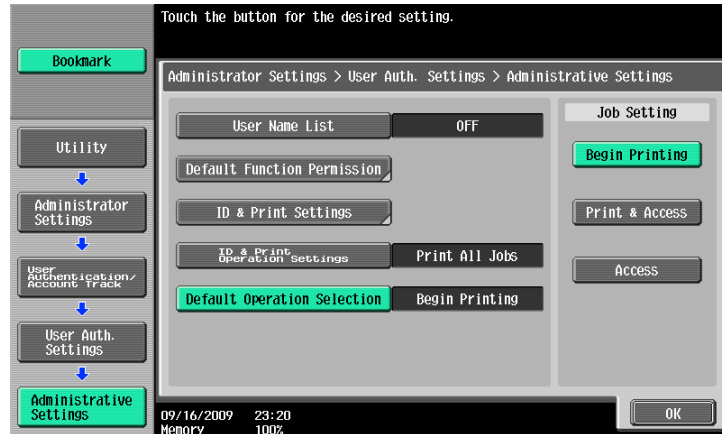 Touch the button for the desired setting.
Bookmark
Administrator Settings > User Auth. Settings > Administrative Settings
Utility
Administrator
Settings
User
Authentication/
Account Track
User Auth.
Settings
Administrative
Settings
User Name List
OFF
Default Function Permission
ID & Print Settings
ID & Print
Operation Settings
Print All Jobs
Default Operation Selection
Begin Printing
Job Setting
Begin Printing
Print & Access
Access
09/16/2009 23:20
Memory 100%
OK